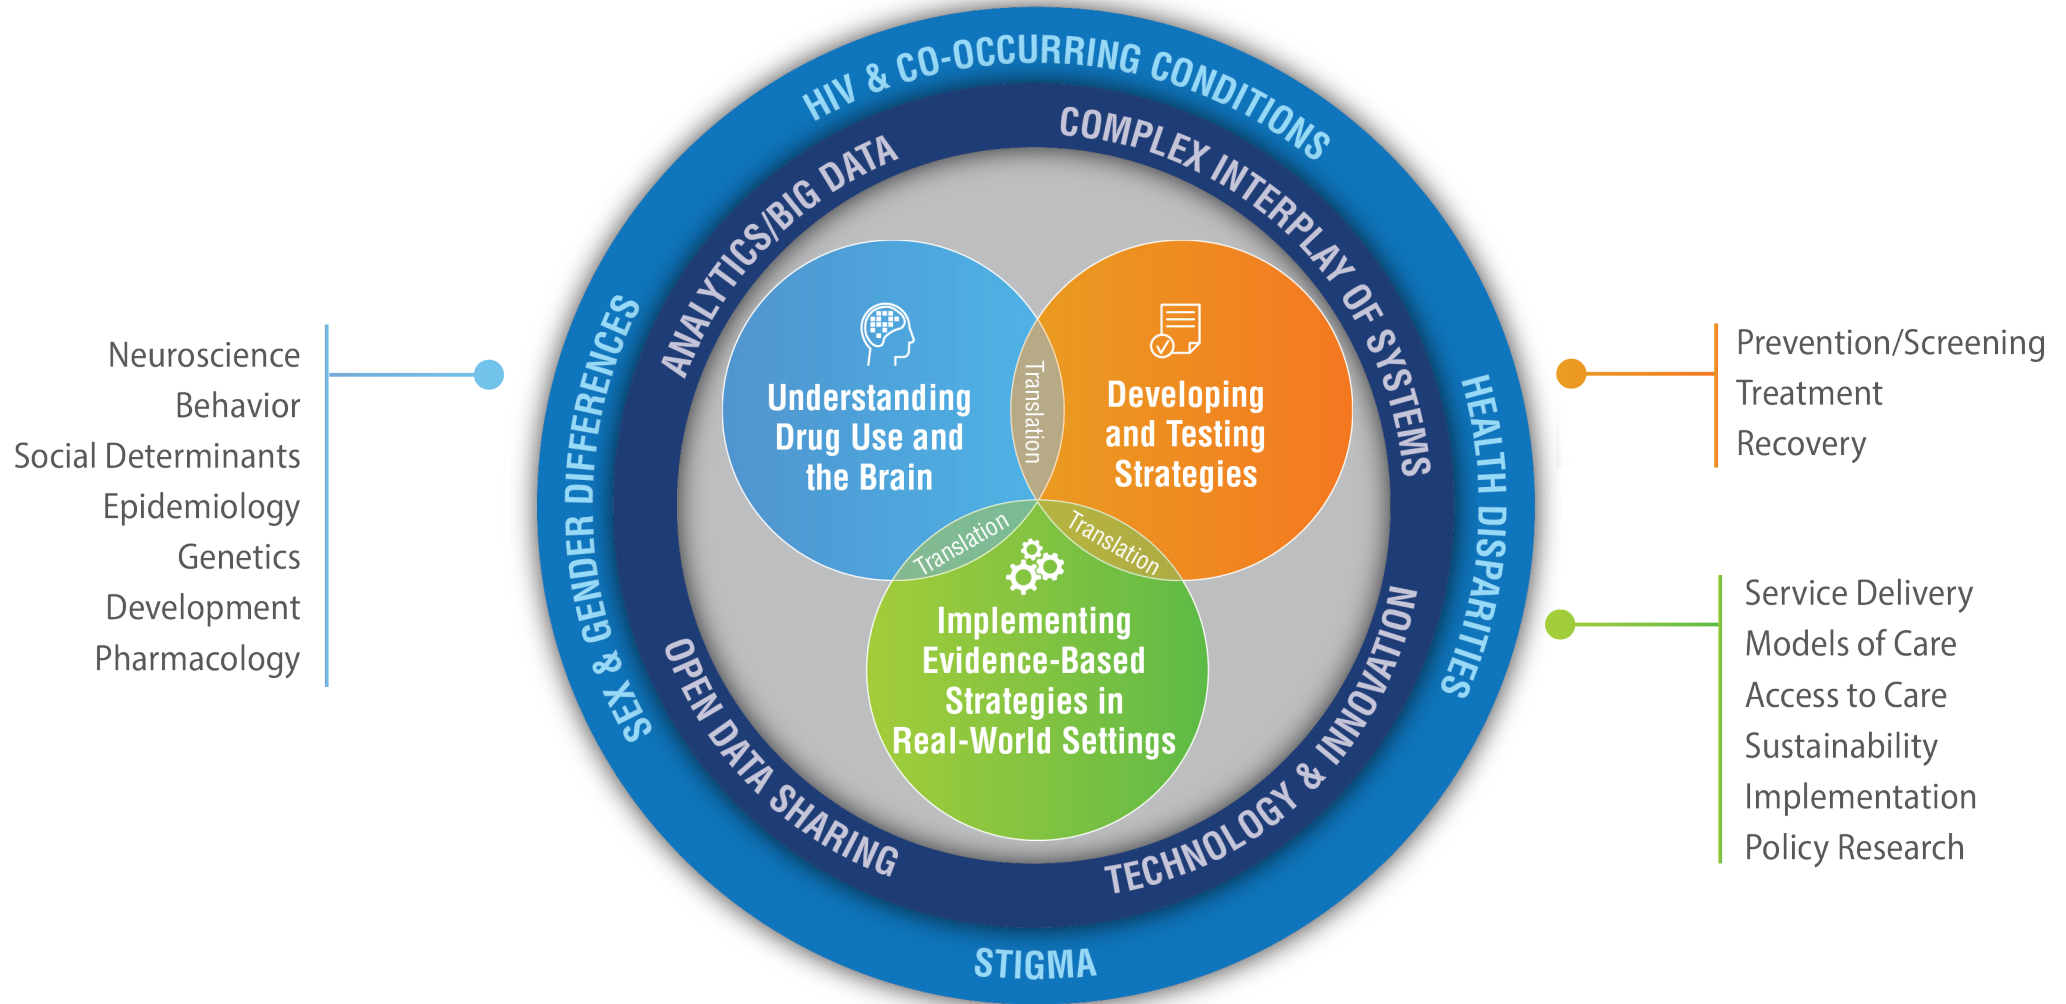 HIV & CO-OCCURRING CONDITIONS
ANALYTICS/BIG DATA
COMPLEX INTERPLAY OF SYSTEMS
SEX & GENDER DIFFERENCES
HEALTH DISPARITIES
OPEN DATA SHARING
TECHNOLOGY & INNOVATION
STIGMA
Neuroscience
Behavior
Social Determinants
Epidemiology
Genetics
Development
Pharmacology
Understanding
Drug Use and
the Brain
Translation
Developing
and Testing
Strategies
Translation
Translation
Implementing
Evidence-Based
Strategies in
Real-World Settings
Prevention/Screening
Treatment
Recovery
Service Delivery
Models of Care
Access to Care
Sustainability
Implementation
Policy Research